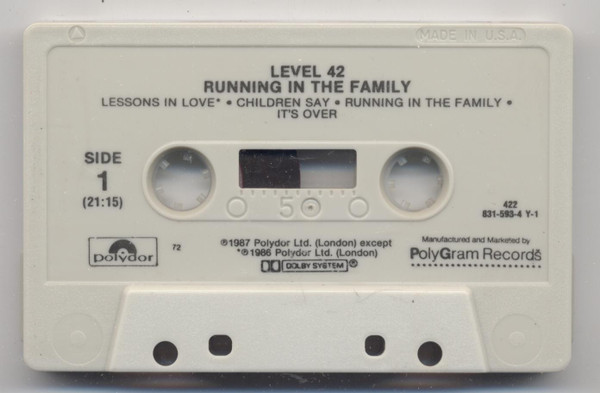 MADE IN U.S.A.
LEVEL 42
RUNNING IN THE FAMILY
LESSONS IN LOVE* • CHILDREN SAY • RUNNING IN THE FAMILY •
IT'S OVER
SIDE
1
(21:15)
5
422
831-593-4 Y-1
polydor
72
℗1987 Polydor Ltd. (London) except
*℗1986 Polydor Ltd. (London)
DOLBY SYSTEM®
Manufactured and Marketed by
PolyGram Records